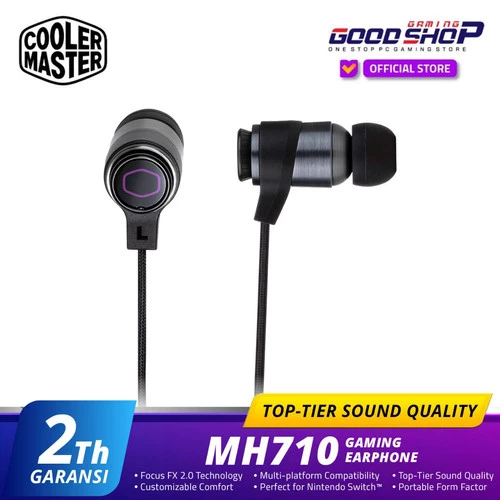 COOLER
MASTER
GAMING
GOODSHOP
ONE STOP PC GAMING STORE
OFFICIAL STORE
L
TOP-TIER SOUND QUALITY
2Th
GARANSI
MH710 GAMING
EARPHONE
• Focus FX 2.0 Technology • Multi-platform Compatibility • Top-Tier Sound Quality
• Customizable Comfort • Perfect for Nintendo Switch™ • Portable Form Factor